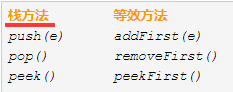 栈方法 等效方法
push(e) addFirst(e)
pop() removeFirst()
peek() peekFirst()